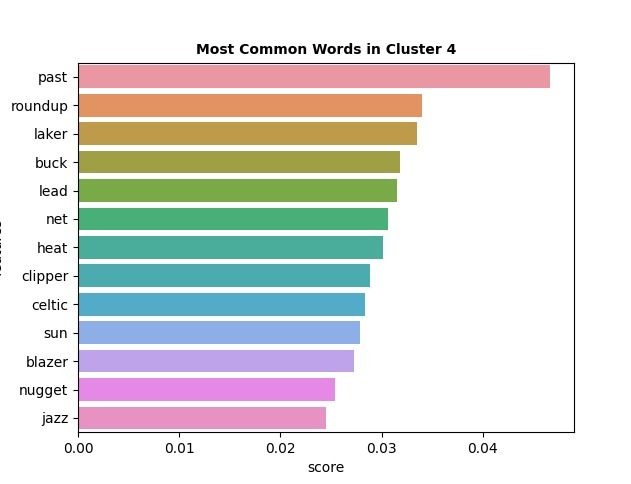 Most Common Words in Cluster 4
past
roundup
laker
buck
lead
net
heat
clipper
celtic
sun
blazer
nugget
jazz
0.00 0.01 0.02 0.03 0.04
score